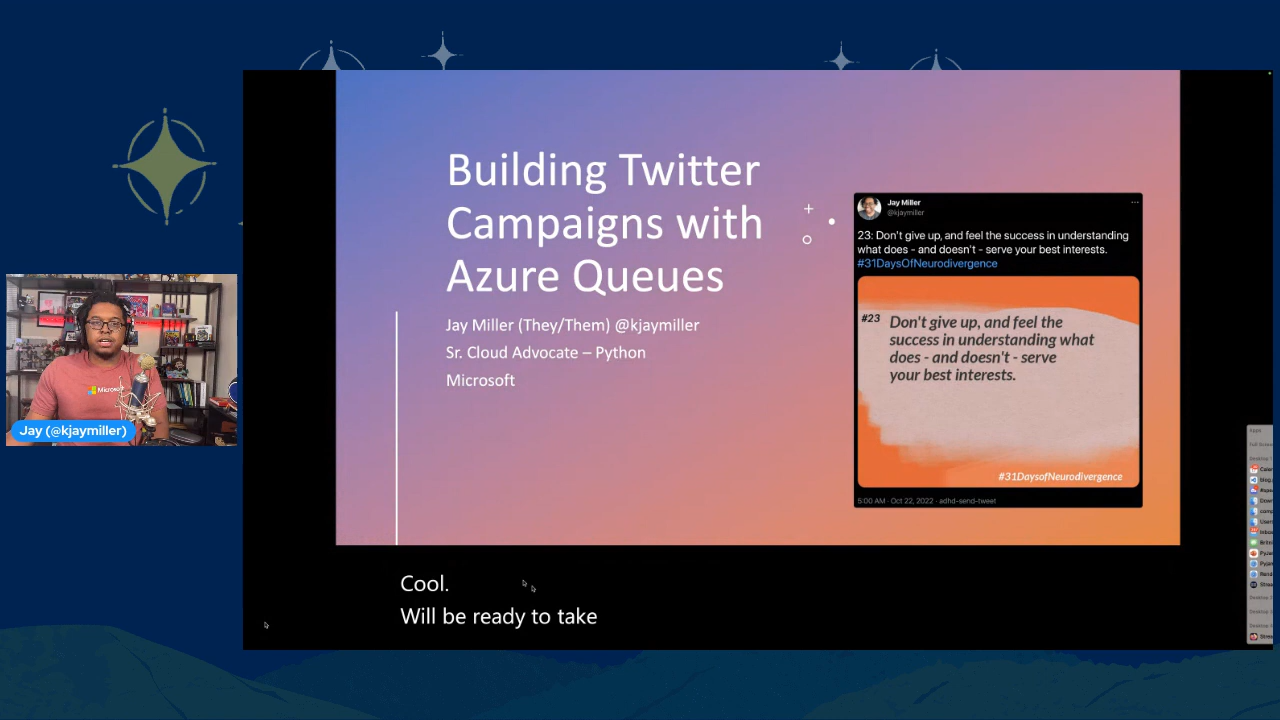 Building Twitter
Campaigns with
Azure Queues
Jay Miller (They/Them) @kjaymiller
Sr. Cloud Advocate – Python
Microsoft
Jay Miller
@kjaymiller
23: Don't give up, and feel the success in understanding
what does - and doesn't - serve your best interests.
#31DaysOfNeurodivergence
#23
Don't give up, and feel the
success in understanding what
does - and doesn't - serve
your best interests.
#31DaysofNeurodivergence
5:00 AM · Oct 22, 2022 · adhd-send-tweet
Microsoft
Jay (@kjaymiller)
Cool.
Will be ready to take